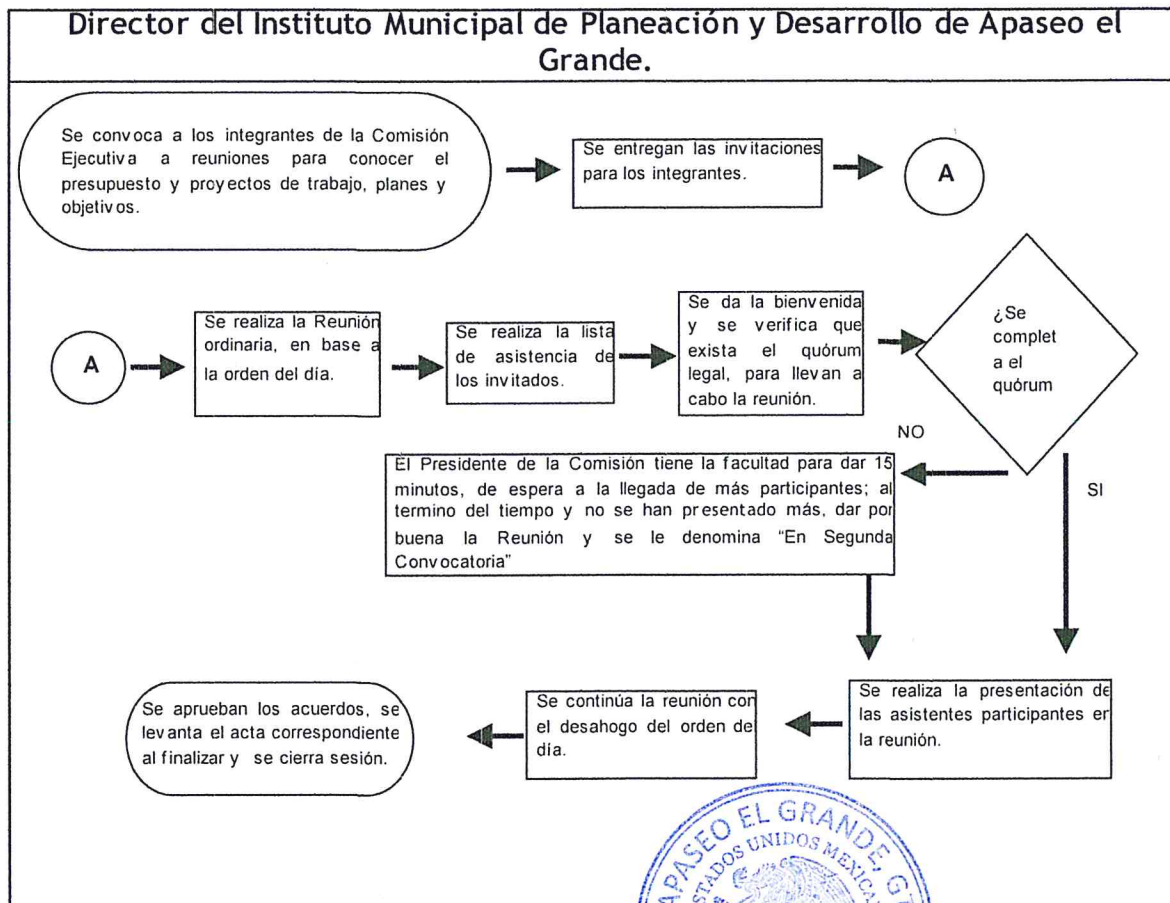 Director del Instituto Municipal de Planeación y Desarrollo de Apaseo el
Grande.
Se convoca a los integrantes de la Comisión
Ejecutiva a reuniones para conocer el
presupuesto y proyectos de trabajo, planes y
objetivos.
Se entregan las invitaciones
para los integrantes.
A
A
Se realiza la Reunión
ordinaria, en base a
la orden del día.
Se realiza la lista
de asistencia de
los invitados.
Se da la bienvenida
y se verifica que
exista el quórum
legal, para llevan a
cabo la reunión.
¿Se
complet
a el
quórum
NO
SI
El Presidente de la Comisión tiene la facultad para dar 15
minutos, de espera a la llegada de más participantes; al
termino del tiempo y no se han presentado más, dar por
buena la Reunión y se le denomina “En Segunda
Convocatoria”
Se realiza la presentación de
las asistentes participantes en
la reunión.
Se continúa la reunión con
el desahogo del orden del
día.
Se aprueban los acuerdos, se
levanta el acta correspondiente
al finalizar y se cierra sesión.
APASEO EL GRANDE, GT
ESTADOS UNIDOS MEXICA